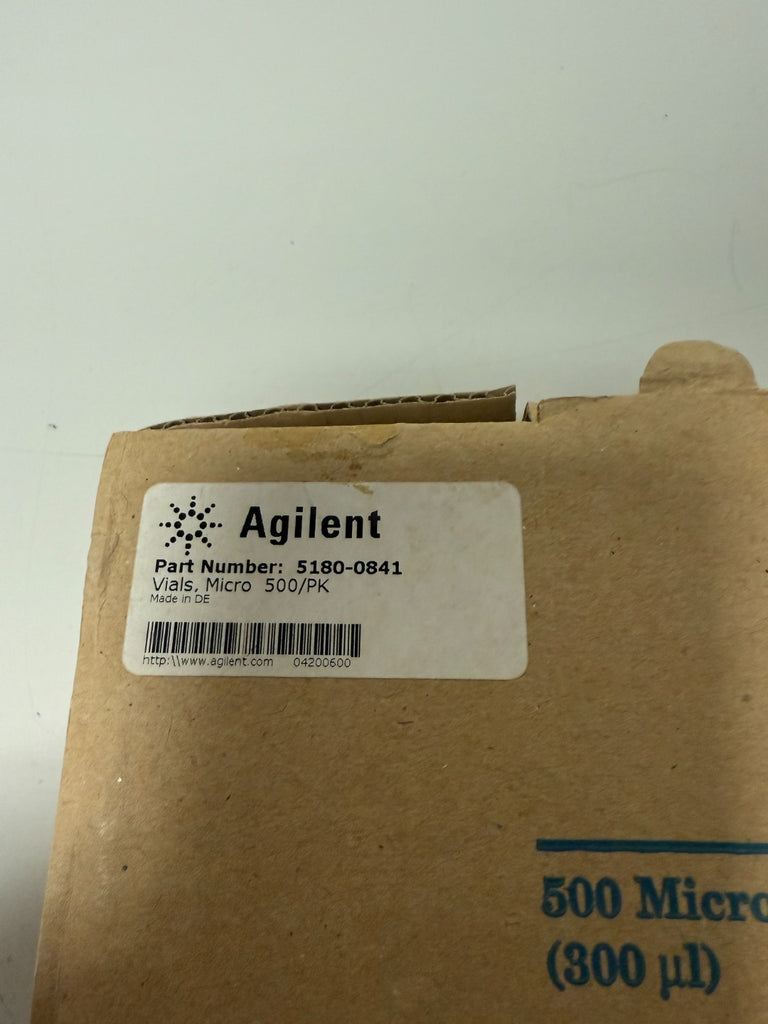 Agilent
Part Number: 5180-0841
Vials, Micro 500/PK
Made in DE
http:\\www.agilent.com 04200600
500 Micro
(300 µl)